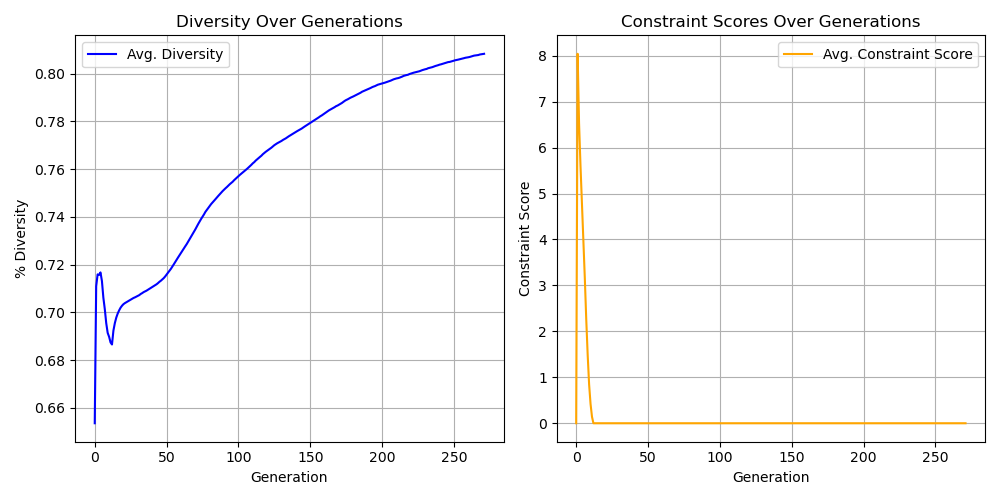 Diversity Over Generations
Avg. Diversity
0.80
0.78
0.76
0.74
0.72
0.70
0.68
0.66
% Diversity
0 50 100 150 200 250
Generation
Constraint Scores Over Generations
Avg. Constraint Score
8
7
6
5
4
3
2
1
0
Constraint Score
0 50 100 150 200 250
Generation